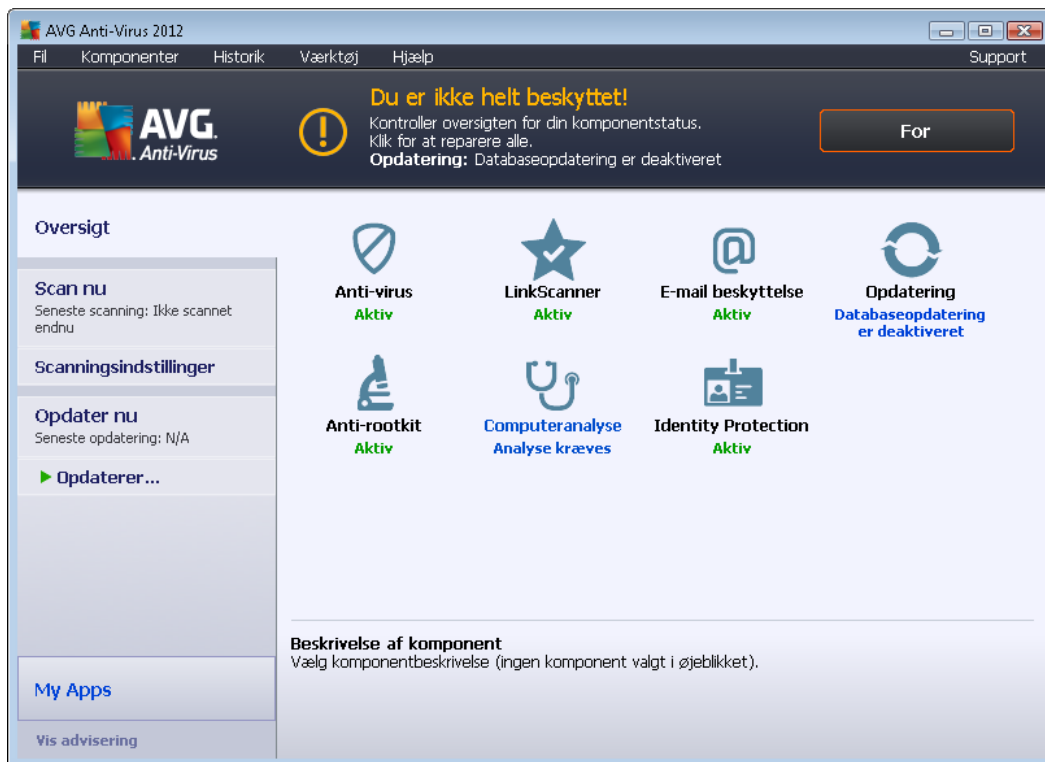 AVG Anti-Virus 2012
Fil Komponenter Historik Værktøj Hjælp Support
AVG.
Anti-Virus
Du er ikke helt beskyttet!
Kontroller oversigten for din komponentstatus.
Klik for at reparere alle.
Opdatering: Databaseopdatering er deaktiveret
For
Oversigt
Scan nu
Seneste scanning: Ikke scannet
endnu
Scanningsindstillinger
Opdater nu
Seneste opdatering: N/A
Opdaterer...
My Apps
Vis advisering
Anti-virus
Aktiv
LinkScanner
Aktiv
E-mail beskyttelse
Aktiv
Opdatering
Databaseopdatering
er deaktiveret
Anti-rootkit
Aktiv
Computeranalyse
Analyse kræves
Identity Protection
Aktiv
Beskrivelse af komponent
Vælg komponentbeskrivelse (ingen komponent valgt i øjeblikket).